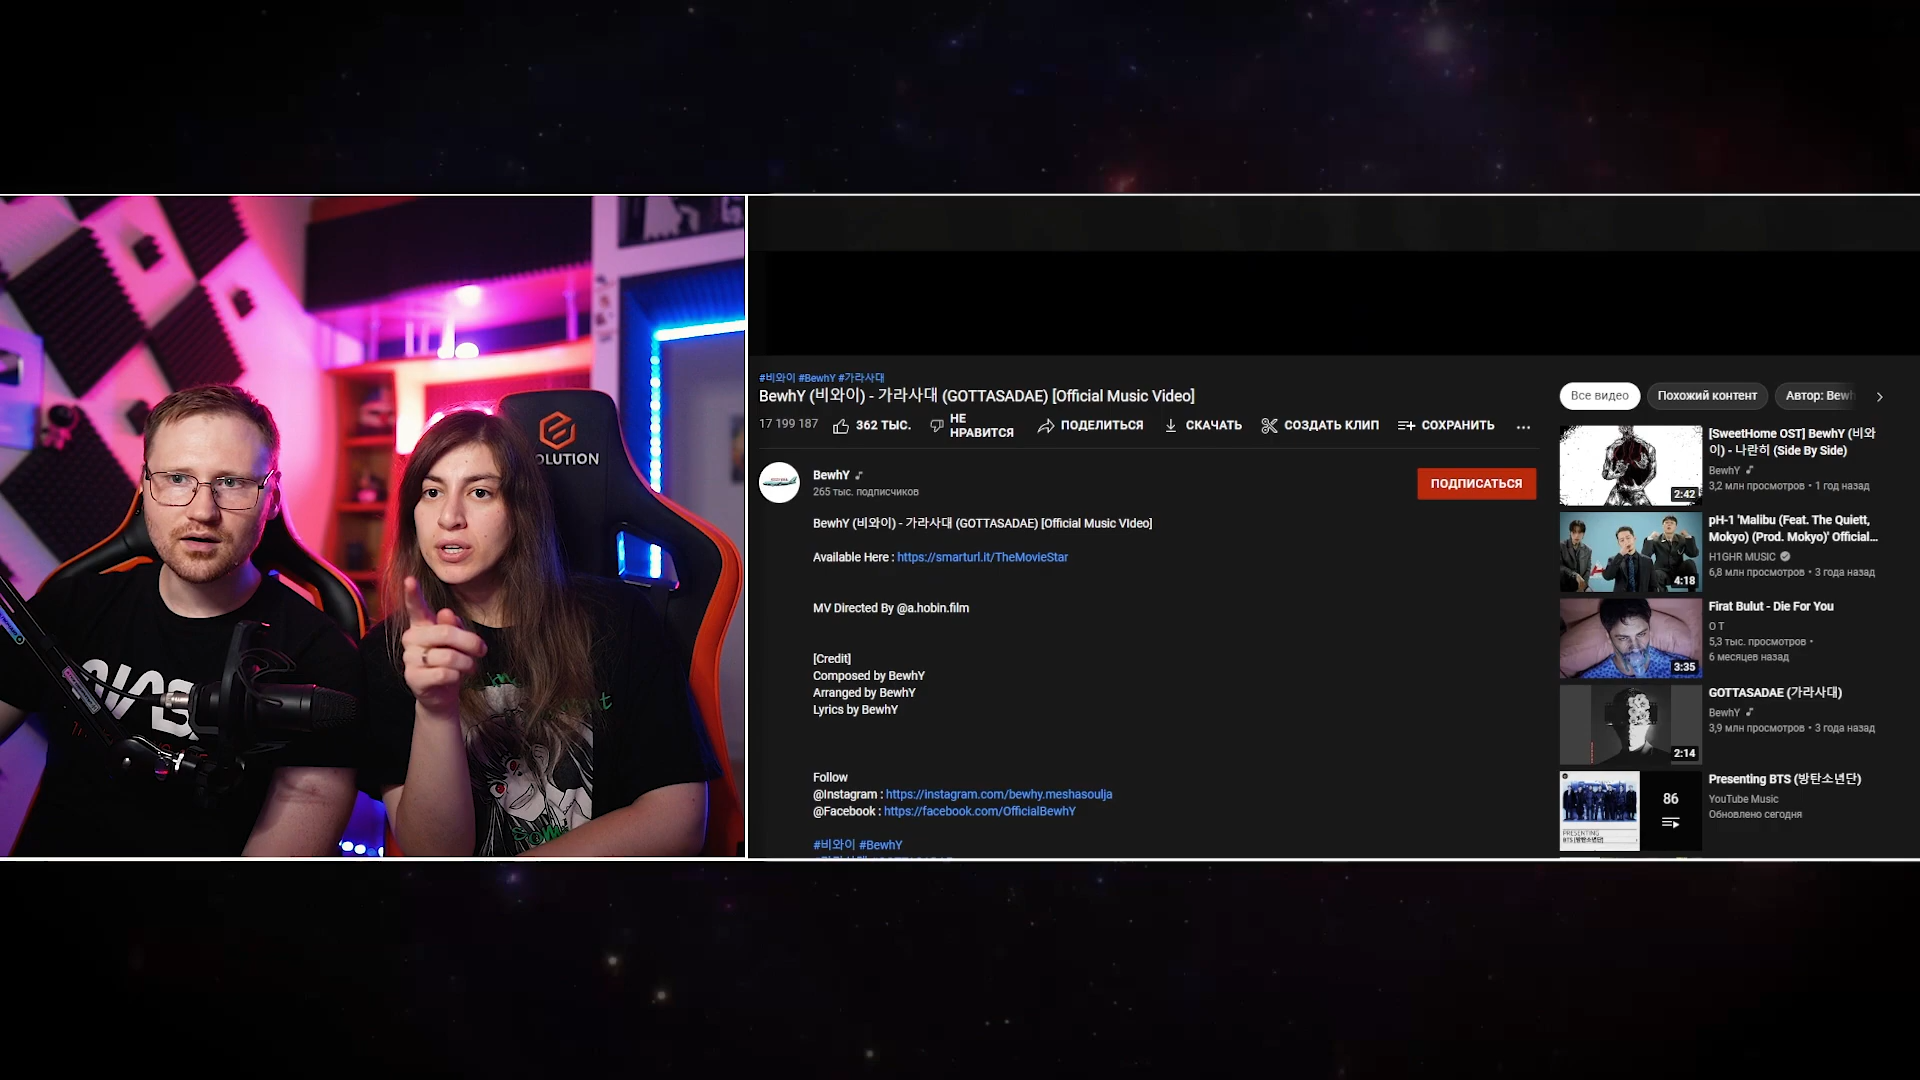 OLUTION
#비와이 #BewhY #가라사대
BewhY (비와이) - 가라사대 (GOTTASADAE) [Official Music Video]
17 199 187
362 ТЫС.
НЕ
НРАВИТСЯ
ПОДЕЛИТЬСЯ
СКАЧАТЬ
СОЗДАТЬ КЛИП
СОХРАНИТЬ
BewhY
265 тыс. подписчиков
ПОДПИСАТЬСЯ
BewhY (비와이) - 가라사대 (GOTTASADAE) [Official Music Video]
Available Here : https://smarturl.it/TheMovieStar
MV Directed By @a.hobin.film
[Credit]
Composed by BewhY
Arranged by BewhY
Lyrics by BewhY
Follow
@Instagram : https://instagram.com/bewhy.meshasoulja
@Facebook : https://facebook.com/OfficialBewhY
#비와이 #BewhY
Все видео
Похожий контент
Автор: Bewh
[SweetHome OST] BewhY (비와
이) - 나란히 (Side By Side)
BewhY
3,2 млн просмотров • 1 год назад
2:42
pH-1 'Malibu (Feat. The Quiett,
Mokyo) (Prod. Mokyo)' Official...
H1GHR MUSIC
6,8 млн просмотров • 3 года назад
4:18
Firat Bulut - Die For You
O T
5,3 тыс. просмотров •
6 месяцев назад
3:35
GOTTASADAE (가라사대)
BewhY
3,9 млн просмотров • 3 года назад
2:14
Presenting BTS (방탄소년단)
YouTube Music
Обновлено сегодня
86
PRESENTING
BTS (방탄소년단)